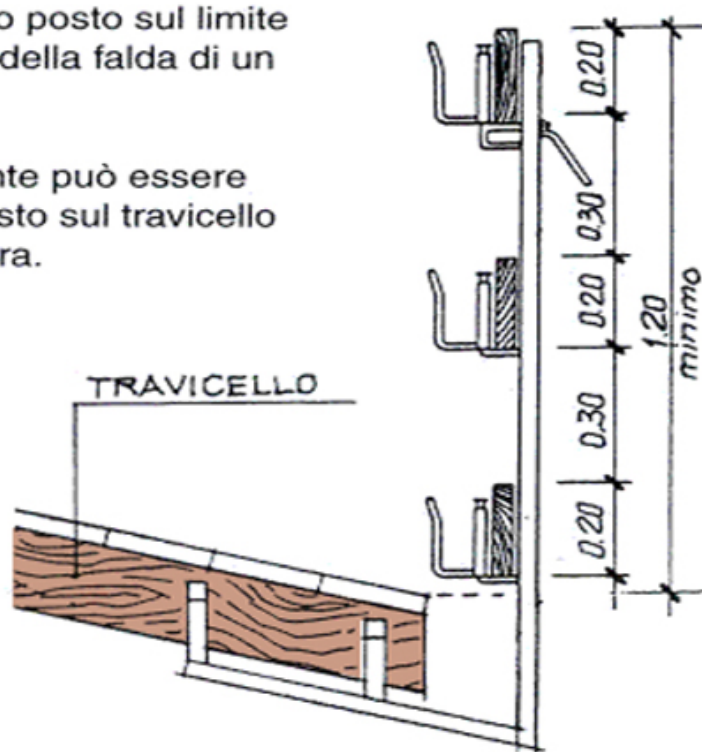 o posto sul limite
della falda di un
nte può essere
sto sul travicello
ra.
TRAVICELLO
0.20
0.30
0.20
0.30
0.20
1.20
minimo